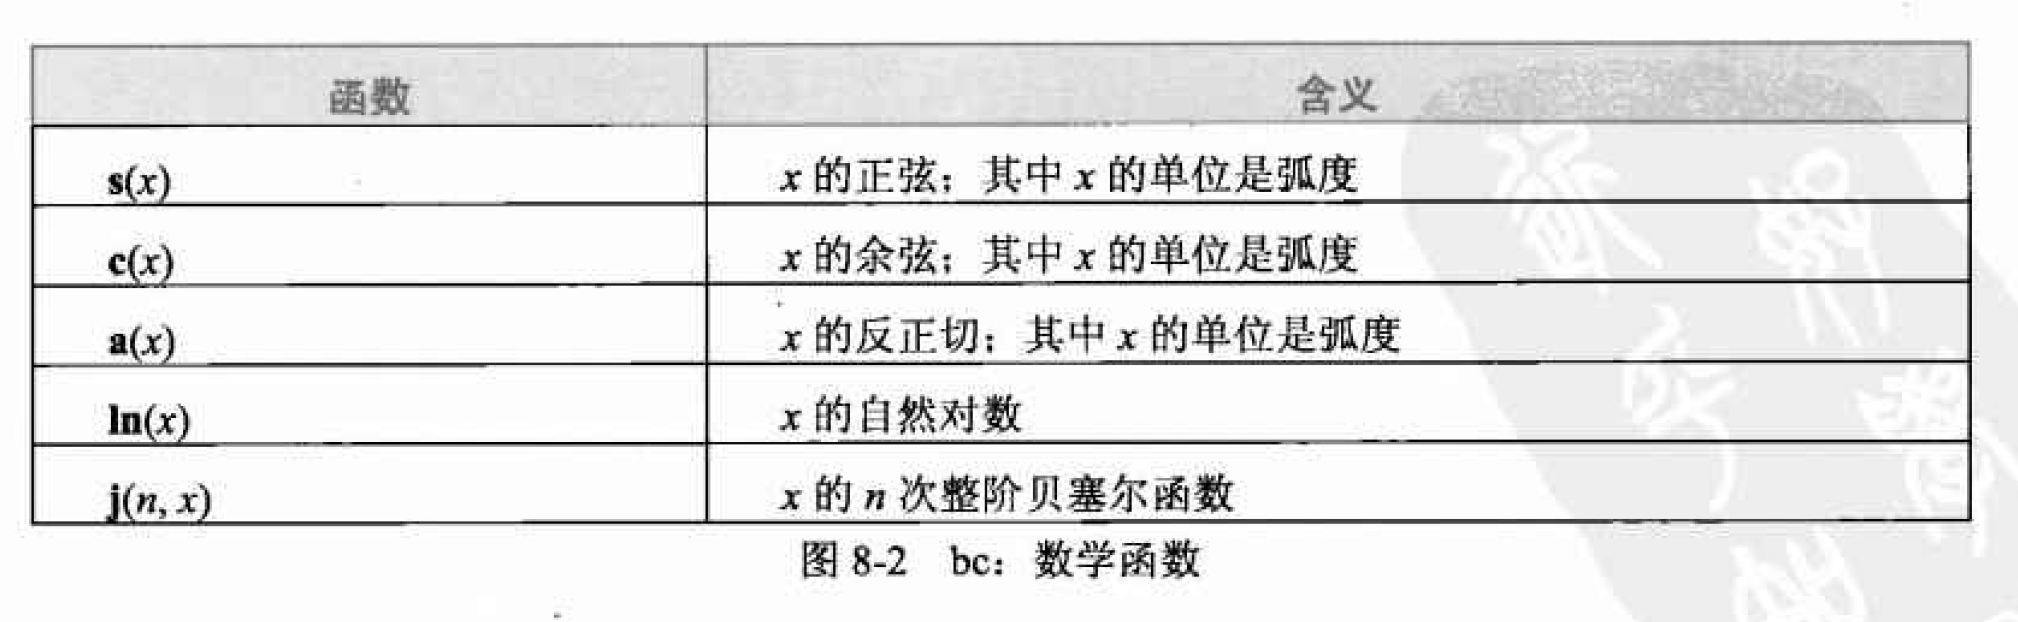 函数 含义
s(x) x 的正弦；其中 x 的单位是弧度
c(x) x 的余弦；其中 x 的单位是弧度
a(x) x 的反正切；其中 x 的单位是弧度
ln(x) x 的自然对数
j(n, x) x 的 n 次整阶贝塞尔函数
图 8-2 bc：数学函数